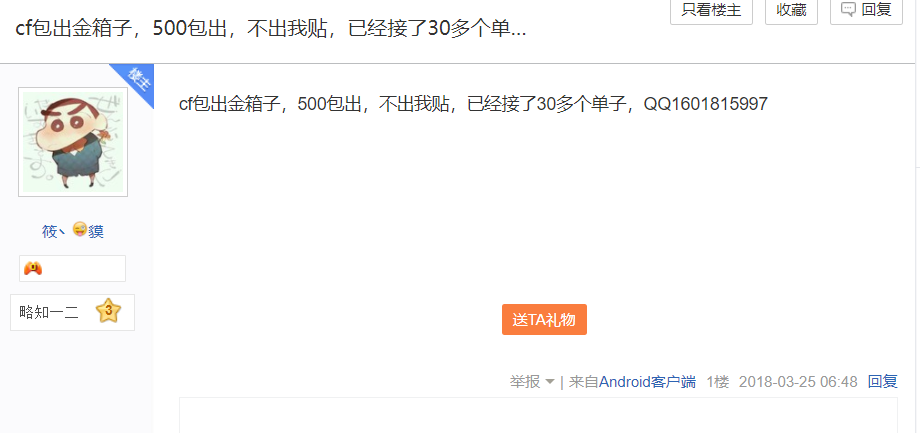 cf包出金箱子，500包出，不出我贴，已经接了30多个单...
只看楼主
收藏
回复
楼主
cf包出金箱子，500包出，不出我贴，已经接了30多个单子，QQ1601815997
筱丶😜貘
略知一二 3
送TA礼物
举报 | 来自Android客户端 1楼 2018-03-25 06:48 回复